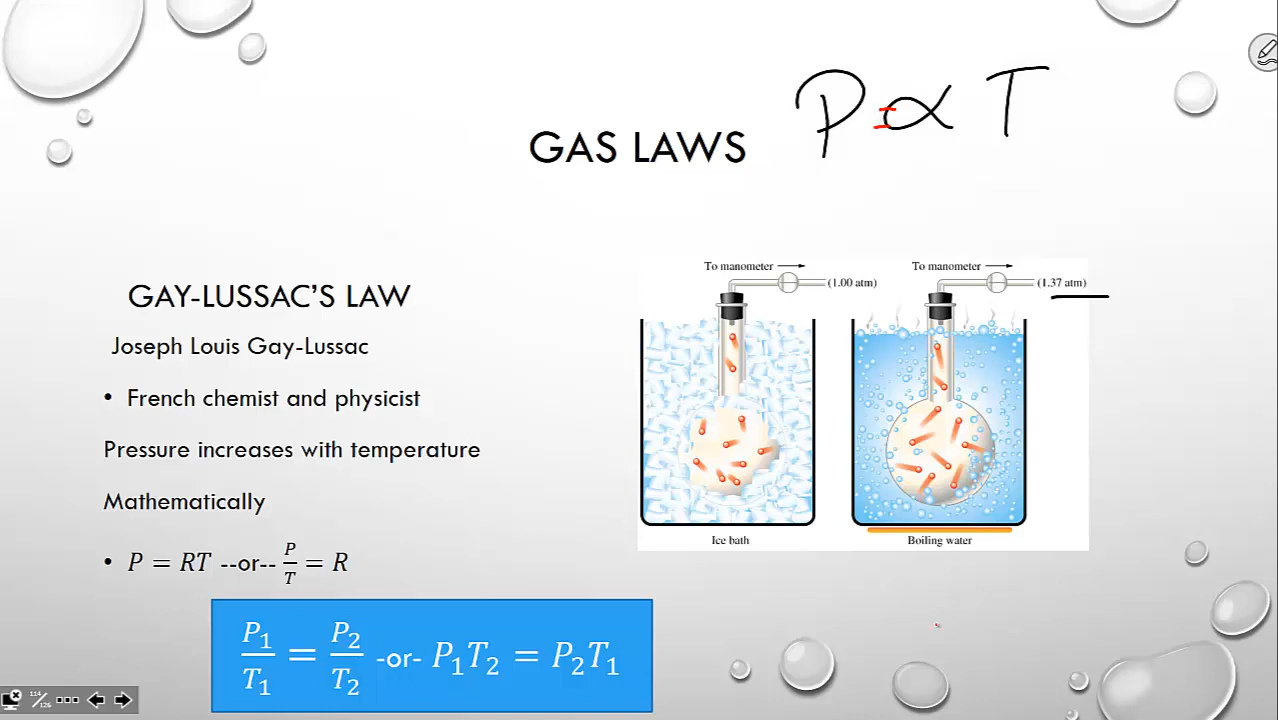 P = ∝ T
GAS LAWS
GAY-LUSSAC'S LAW
Joseph Louis Gay-Lussac
• French chemist and physicist
Pressure increases with temperature
Mathematically
• P = RT --or-- P/T = R
P₁/T₁ = P₂/T₂ -or- P₁T₂ = P₂T₁
To manometer
(1.00 atm)
Ice bath
To manometer
(1.37 atm)
Boiling water
114/126